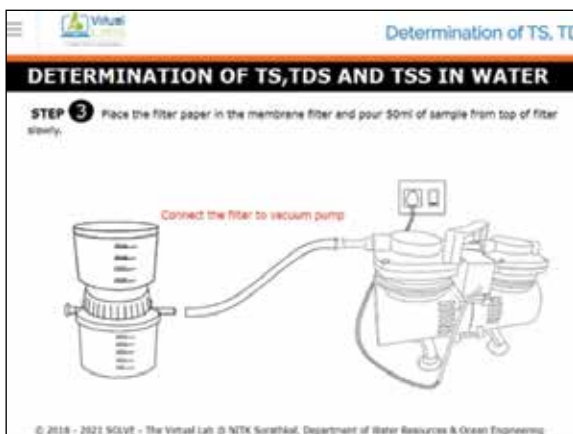 Virtual
Determination of TS, TD
DETERMINATION OF TS,TDS AND TSS IN WATER
STEP 3 Place the filter paper in the membrane filter and pour 50ml of sample from top of filter
slowly.
Connect the filter to vacuum pump
© 2016 - 2021 SOLVE - The Virtual Lab @ NITK Surathkal, Department of Water Resources & Ocean Engineering